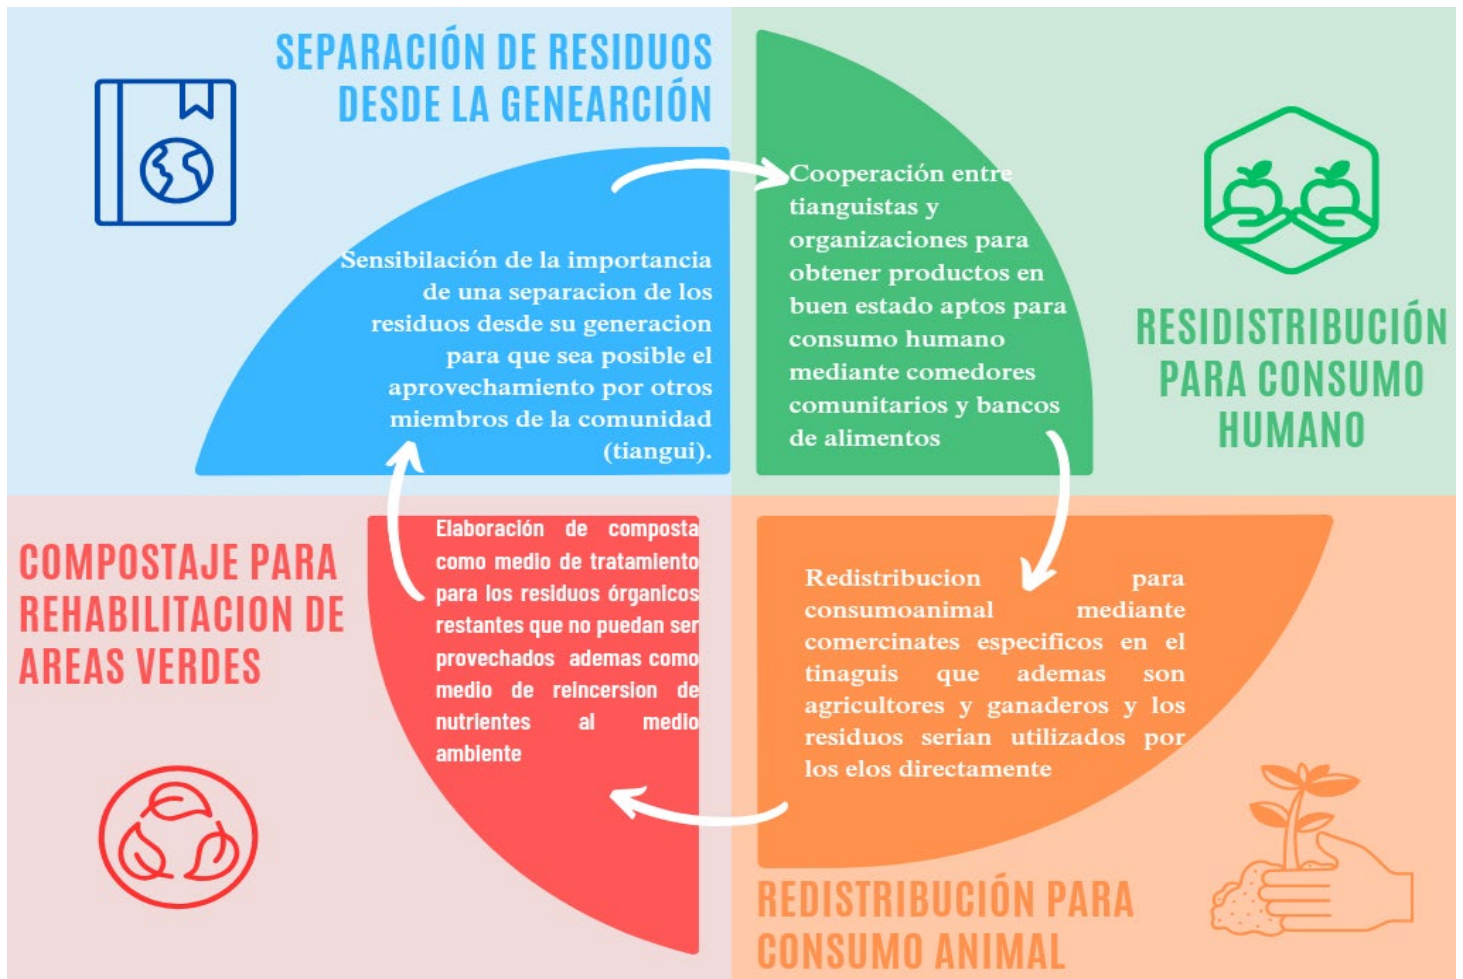 SEPARACIÓN DE RESIDUOS
DESDE LA GENEARCIÓN
Sensibilación de la importancia
de una separacion de los
residuos desde su generacion
para que sea posible el
aprovechamiento por otros
miembros de la comunidad
(tiangui).
Cooperación entre
tianguistas y
organizaciones para
obtener productos en
buen estado aptos para
consumo humano
mediante comedores
comunitarios y bancos
de alimentos
RESIDISTRIBUCIÓN
PARA CONSUMO
HUMANO
COMPOSTAJE PARA
REHABILITACION DE
AREAS VERDES
Elaboración de composta
como medio de tratamiento
para los residuos órganicos
restantes que no puedan ser
provechados ademas como
medio de reincersion de
nutrientes al medio
ambiente
Redistribucion para
consumoanimal mediante
comercinates especificos en el
tinaguis que ademas son
agricultores y ganaderos y los
residuos serian utilizados por
los elos directamente
REDISTRIBUCIÓN PARA
CONSUMO ANIMAL